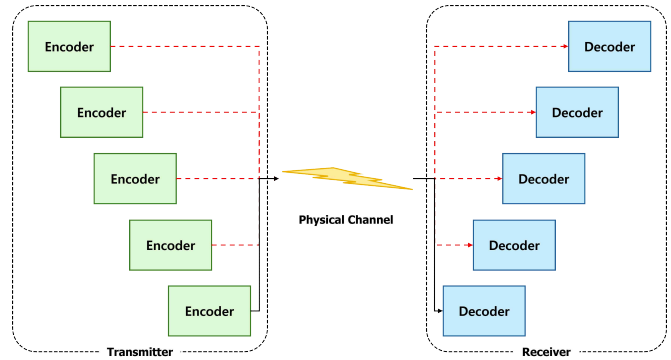 Encoder
Decoder
Encoder
Decoder
Encoder
Decoder
Physical Channel
Encoder
Decoder
Encoder
Decoder
Transmitter
Receiver